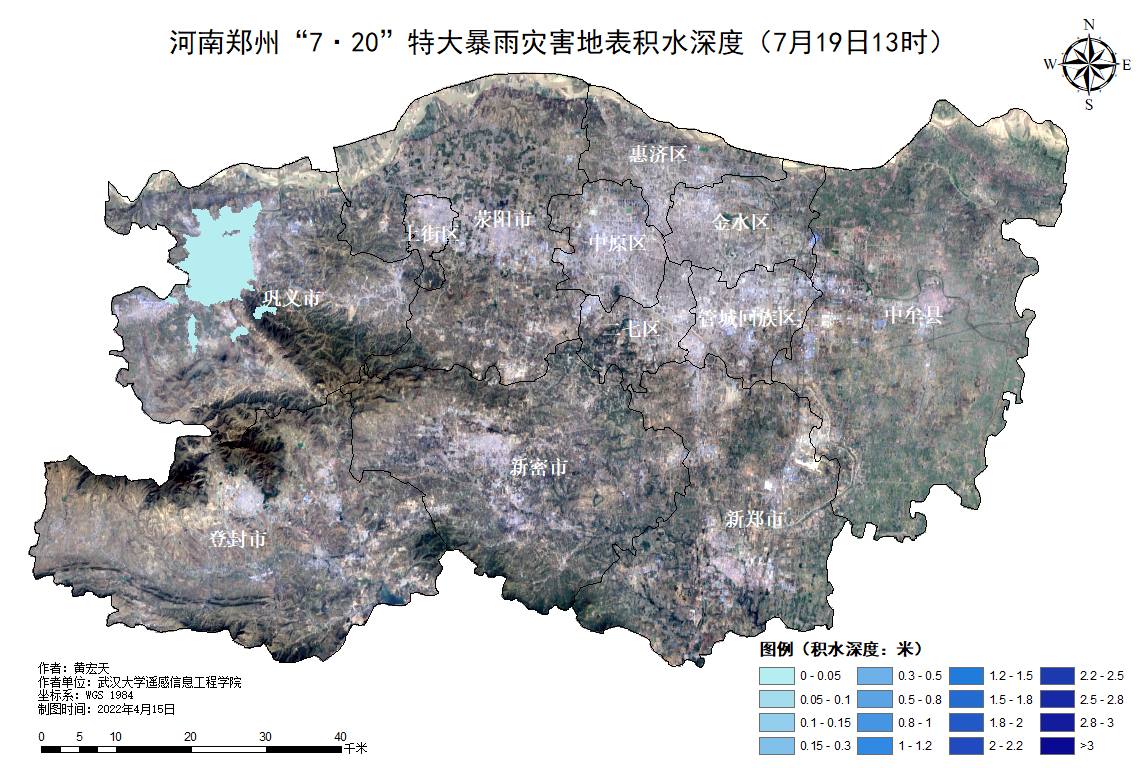 河南郑州“7·20”特大暴雨灾害地表积水深度（7月19日13时）
N
W
E
S
惠济区
荥阳市
上街区
中原区
金水区
巩义市
二七区
管城回族区
中牟县
新密市
新郑市
登封市
作者：黄宏天
作者单位：武汉大学遥感信息工程学院
坐标系：WGS 1984
制图时间：2022年4月15日
0 5 10 20 30 40
千米
图例（积水深度：米）
0 - 0.05
0.05 - 0.1
0.1 - 0.15
0.15 - 0.3
0.3 - 0.5
0.5 - 0.8
0.8 - 1
1 - 1.2
1.2 - 1.5
1.5 - 1.8
1.8 - 2
2 - 2.2
2.2 - 2.5
2.5 - 2.8
2.8 - 3
>3